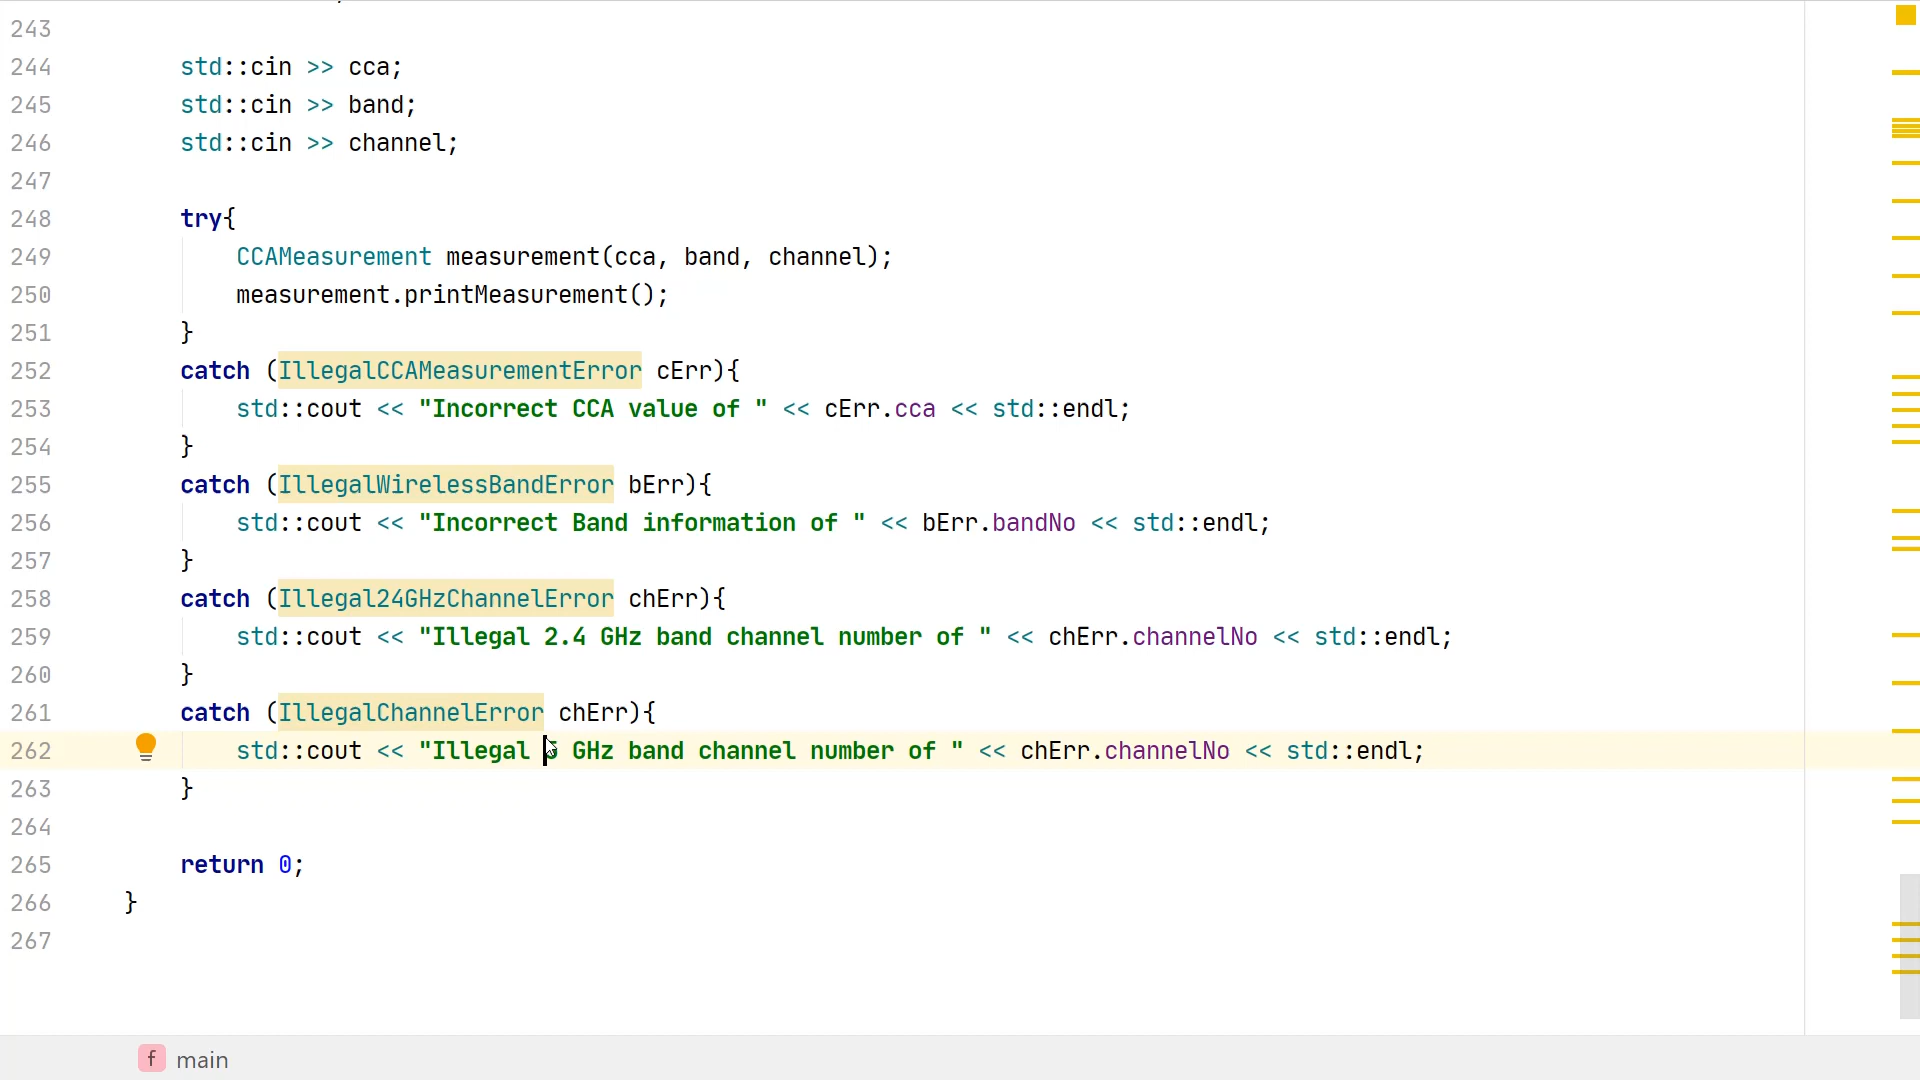 243
244 std::cin >> cca;
245 std::cin >> band;
246 std::cin >> channel;
247
248 try{
249 CCAMeasurement measurement(cca, band, channel);
250 measurement.printMeasurement();
251 }
252 catch (IllegalCCAMeasurementError cErr){
253 std::cout << "Incorrect CCA value of " << cErr.cca << std::endl;
254 }
255 catch (IllegalWirelessBandError bErr){
256 std::cout << "Incorrect Band information of " << bErr.bandNo << std::endl;
257 }
258 catch (Illegal24GHzChannelError chErr){
259 std::cout << "Illegal 2.4 GHz band channel number of " << chErr.channelNo << std::endl;
260 }
261 catch (IllegalChannelError chErr){
262 std::cout << "Illegal 5 GHz band channel number of " << chErr.channelNo << std::endl;
263 }
264
265 return 0;
266 }
267
f main